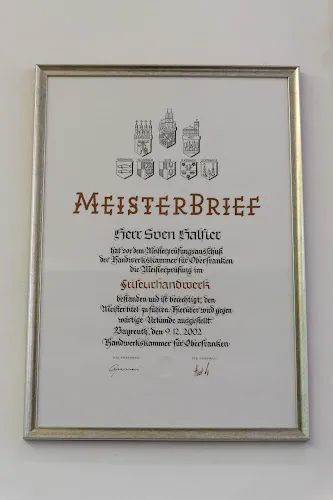 MEISTERBRIEF
Herr Sven Halster
hat vor dem Meisterprüfungsausschuß
der Handwerkskammer für Oberfranken
die Meisterprüfung im
Friseurhandwerk
bestanden und ist berechtigt, den
Meistertitel zu führen. Hierüber wird gegen
wärtige Urkunde ausgestellt.
Bayreuth, den 9.12.2002
Handwerkskammer für Oberfranken